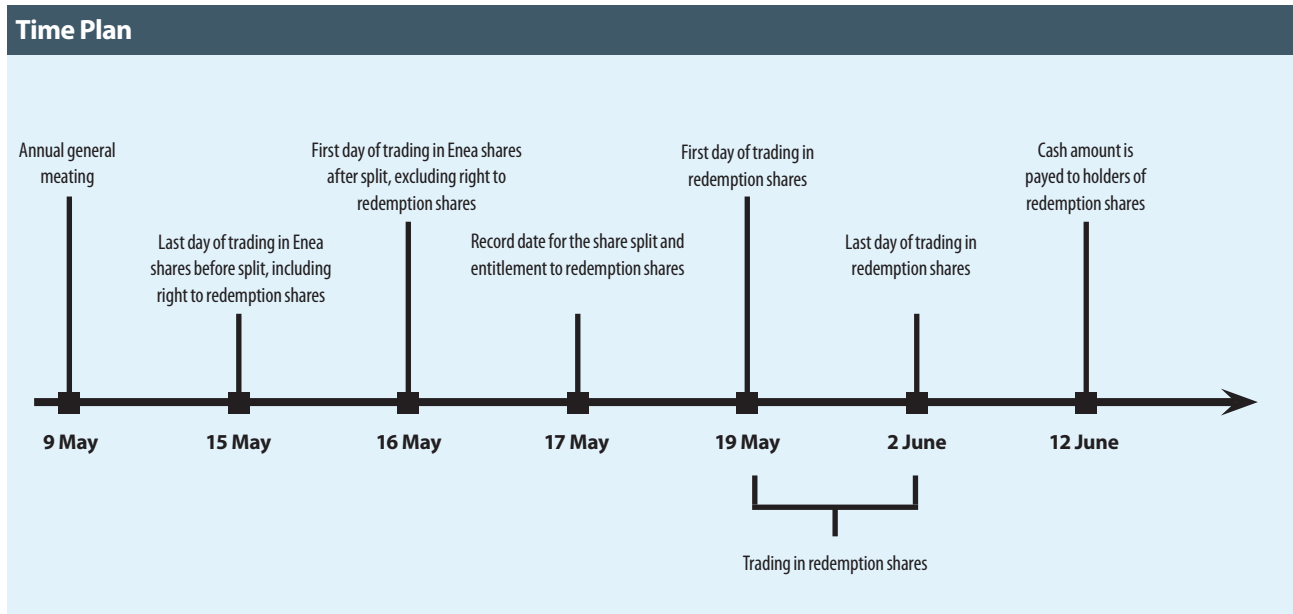 Time Plan
Annual general
meating
Last day of trading in Enea
shares before split, including
right to redemption shares
First day of trading in Enea shares
after split, excluding right to
redemption shares
Record date for the share split and
entitlement to redemption shares
First day of trading in
redemption shares
Last day of trading in
redemption shares
Cash amount is
payed to holders of
redemption shares
9 May
15 May
16 May
17 May
19 May
2 June
12 June
Trading in redemption shares